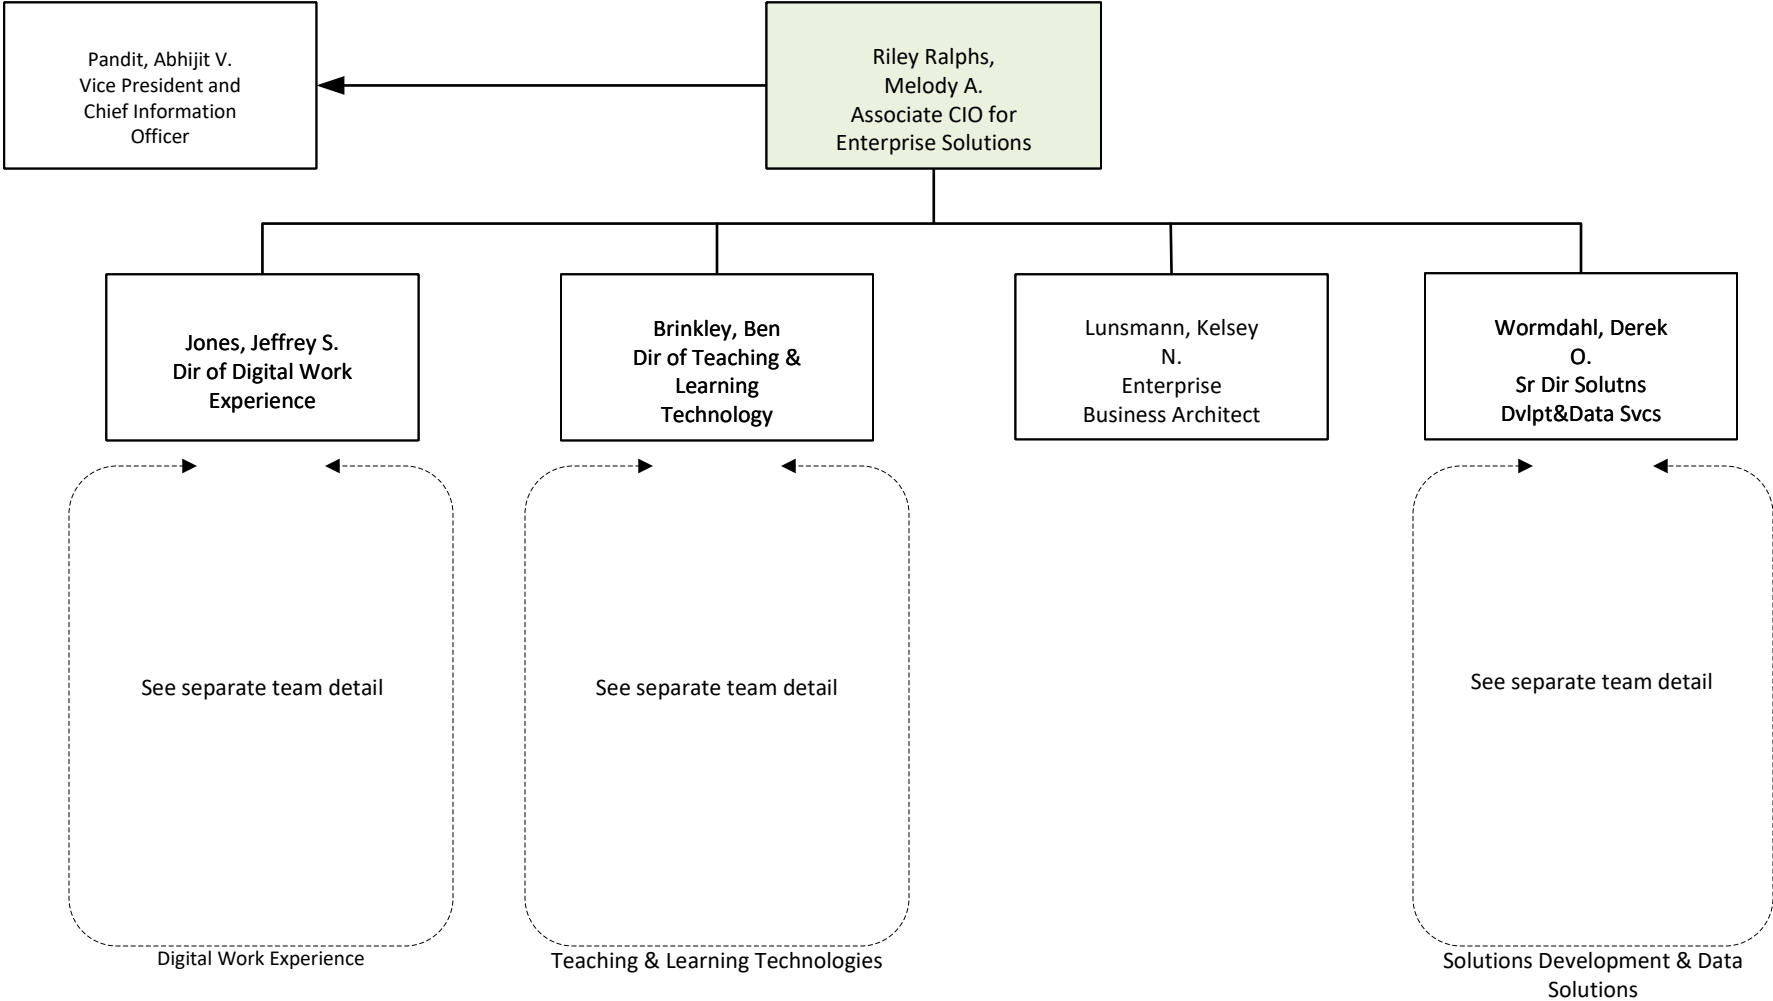 Pandit, Abhijit V.
Vice President and
Chief Information
Officer
Riley Ralphs,
Melody A.
Associate CIO for
Enterprise Solutions
Jones, Jeffrey S.
Dir of Digital Work
Experience
Brinkley, Ben
Dir of Teaching &
Learning
Technology
Lunsmann, Kelsey
N.
Enterprise
Business Architect
Wormdahl, Derek
O.
Sr Dir Solutns
Dvlpt&Data Svcs
See separate team detail
See separate team detail
See separate team detail
Digital Work Experience
Teaching & Learning Technologies
Solutions Development & Data
Solutions